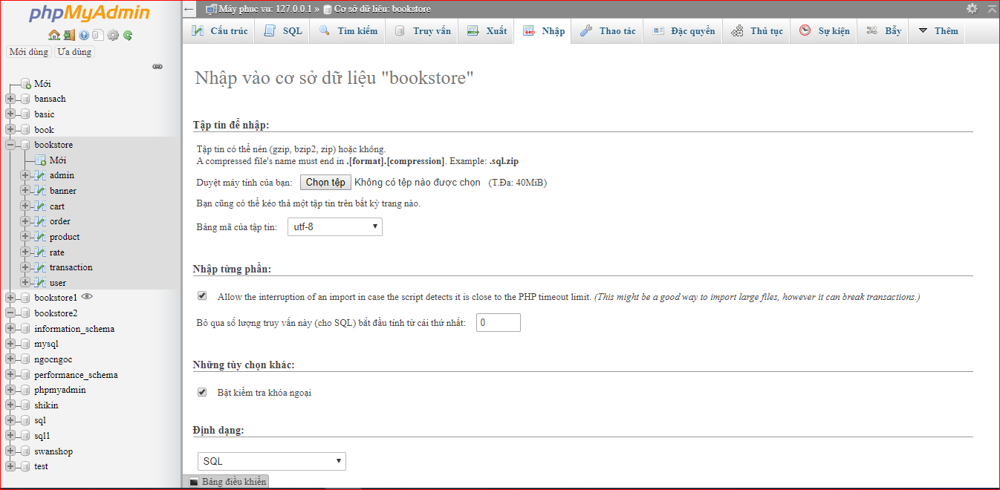 phpMyAdmin
Mới dùng Ưa dùng
Mới
bansach
basic
book
bookstore
Mới
admin
banner
cart
order
product
rate
transaction
user
bookstore1
bookstore2
information_schema
mysql
ngocngoc
performance_schema
phpmyadmin
shikin
sql
sql1
swanshop
test
Máy phục vụ: 127.0.0.1 » Cơ sở dữ liệu: bookstore
Cấu trúc SQL Tìm kiếm Truy vấn Xuất Nhập Thao tác Đặc quyền Thủ tục Sự kiện Bẫy Thêm
Nhập vào cơ sở dữ liệu "bookstore"
Tập tin để nhập:
Tập tin có thể nén (gzip, bzip2, zip) hoặc không.
A compressed file's name must end in .[format].[compression]. Example: .sql.zip
Duyệt máy tính của bạn: Chọn tệp Không có tệp nào được chọn (T.Đa: 40MiB)
Bạn cũng có thể kéo thả một tập tin trên bất kỳ trang nào.
Bảng mã của tập tin: utf-8
Nhập từng phần:
Allow the interruption of an import in case the script detects it is close to the PHP timeout limit. (This might be a good way to import large files, however it can break transactions.)
Bỏ qua số lượng truy vấn này (cho SQL) bắt đầu tính từ cái thứ nhất: 0
Những tùy chọn khác:
Bật kiểm tra khóa ngoại
Định dạng:
SQL
Bảng điều khiển